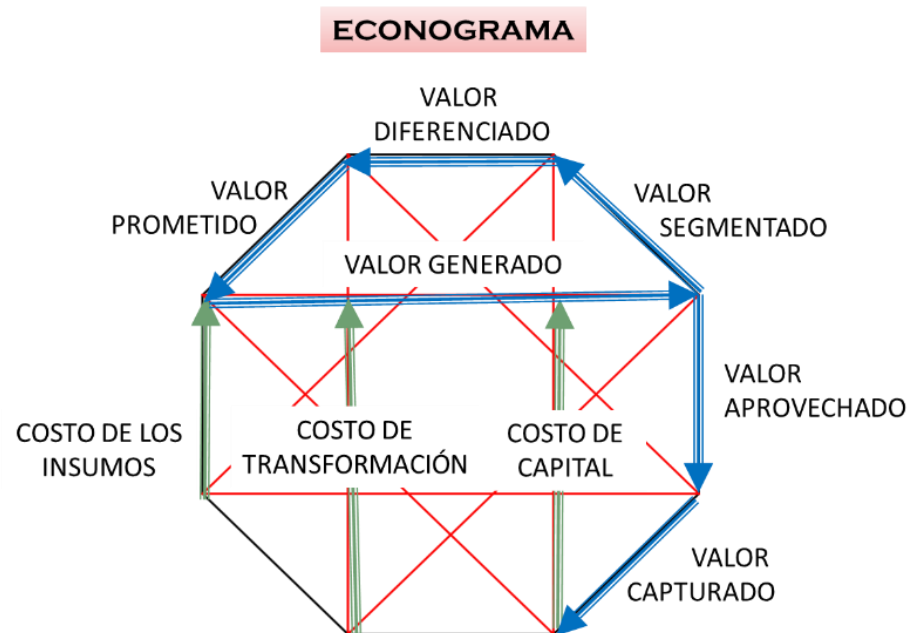 ECONOGRAMA
VALOR
DIFERENCIADO
VALOR
PROMETIDO
VALOR
SEGMENTADO
VALOR GENERADO
VALOR
APROVECHADO
COSTO DE LOS
INSUMOS
COSTO DE
TRANSFORMACIÓN
COSTO DE
CAPITAL
VALOR
CAPTURADO